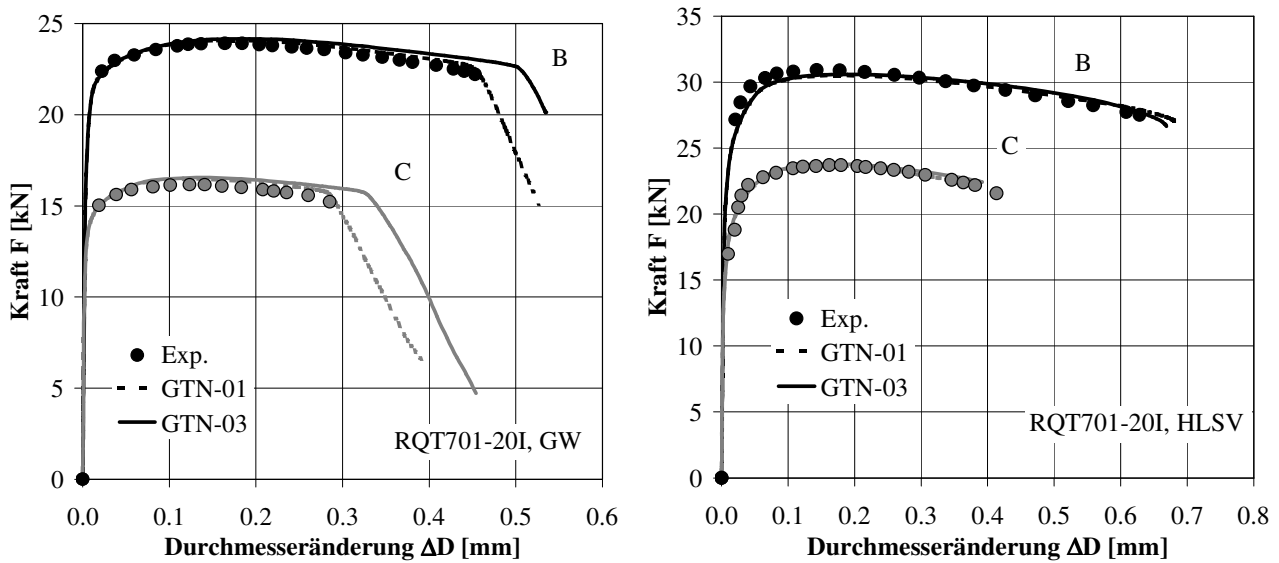 25
20
15
10
5
0
Kraft F [kN]
B
C
Exp.
GTN-01
GTN-03
RQT701-20I, GW
0.0 0.1 0.2 0.3 0.4 0.5 0.6
Durchmesseränderung ΔD [mm]
35
30
25
20
15
10
5
0
Kraft F [kN]
B
C
Exp.
GTN-01
GTN-03
RQT701-20I, HLSV
0.0 0.1 0.2 0.3 0.4 0.5 0.6 0.7 0.8
Durchmesseränderung ΔD [mm]